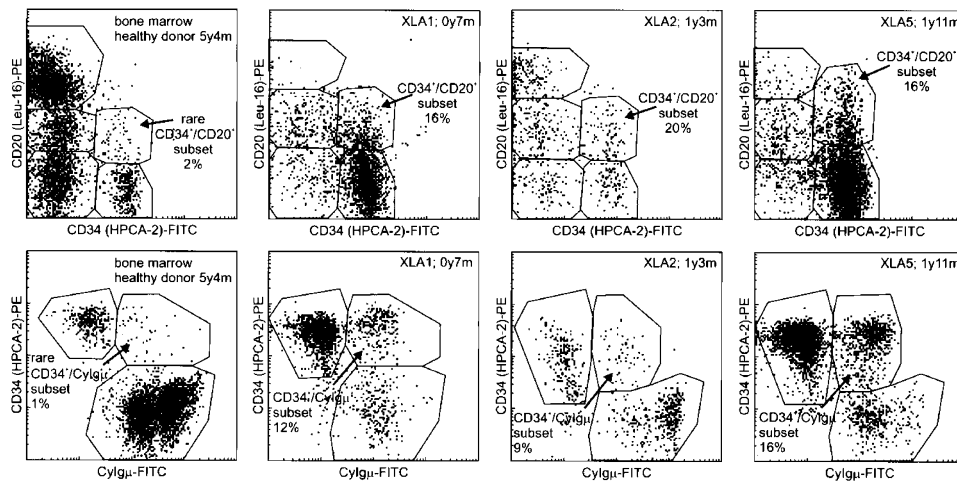 bone marrow
healthy donor 5y4m
rare
CD34⁺/CD20⁺
subset
2%
CD20 (Leu-16)-PE
CD34 (HPCA-2)-FITC
XLA1; 0y7m
CD34⁺/CD20⁺
subset
16%
CD20 (Leu-16)-PE
CD34 (HPCA-2)-FITC
XLA2; 1y3m
CD34⁺/CD20⁺
subset
20%
CD20 (Leu-16)-PE
CD34 (HPCA-2)-FITC
XLA5; 1y11m
CD34⁺/CD20⁺
subset
16%
CD20 (Leu-16)-PE
CD34 (HPCA-2)-FITC
bone marrow
healthy donor 5y4m
rare
CD34⁺/CyIgμ⁺
subset
1%
CD34 (HPCA-2)-PE
CyIgμ-FITC
XLA1; 0y7m
CD34⁺/CyIgμ⁺
subset
12%
CD34 (HPCA-2)-PE
CyIgμ-FITC
XLA2; 1y3m
CD34⁺/CyIgμ⁺
subset
9%
CD34 (HPCA-2)-PE
CyIgμ-FITC
XLA5; 1y11m
CD34⁺/CyIgμ⁺
subset
16%
CD34 (HPCA-2)-PE
CyIgμ-FITC